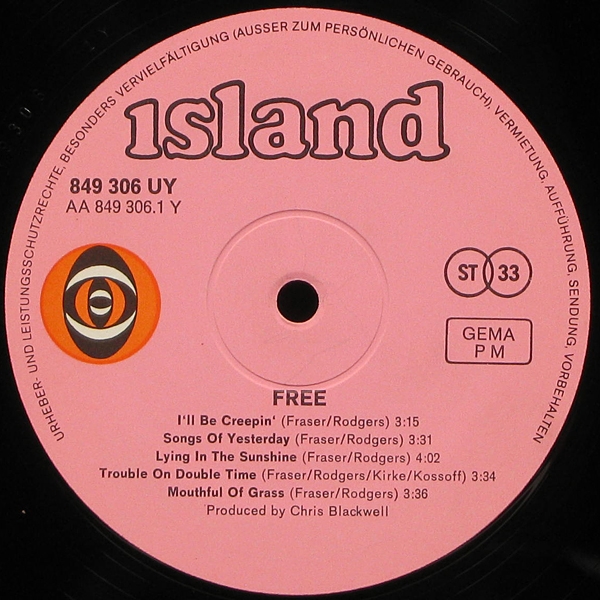 URHEBER- UND LEISTUNGSSCHUTZRECHTE, BESONDERS VERVIELFÄLTIGUNG (AUSSER ZUM PERSÖNLICHEN GEBRAUCH), VERMIETUNG, AUFFÜHRUNG, SENDUNG, VORBEHALTEN
island
849 306 UY
AA 849 306.1 Y
ST 33
GEMA
P M
FREE
I'll Be Creepin' (Fraser/Rodgers) 3:15
Songs Of Yesterday (Fraser/Rodgers) 3:31
Lying In The Sunshine (Fraser/Rodgers) 4:02
Trouble On Double Time (Fraser/Rodgers/Kirke/Kossoff) 3:34
Mouthful Of Grass (Fraser/Rodgers) 3:36
Produced by Chris Blackwell